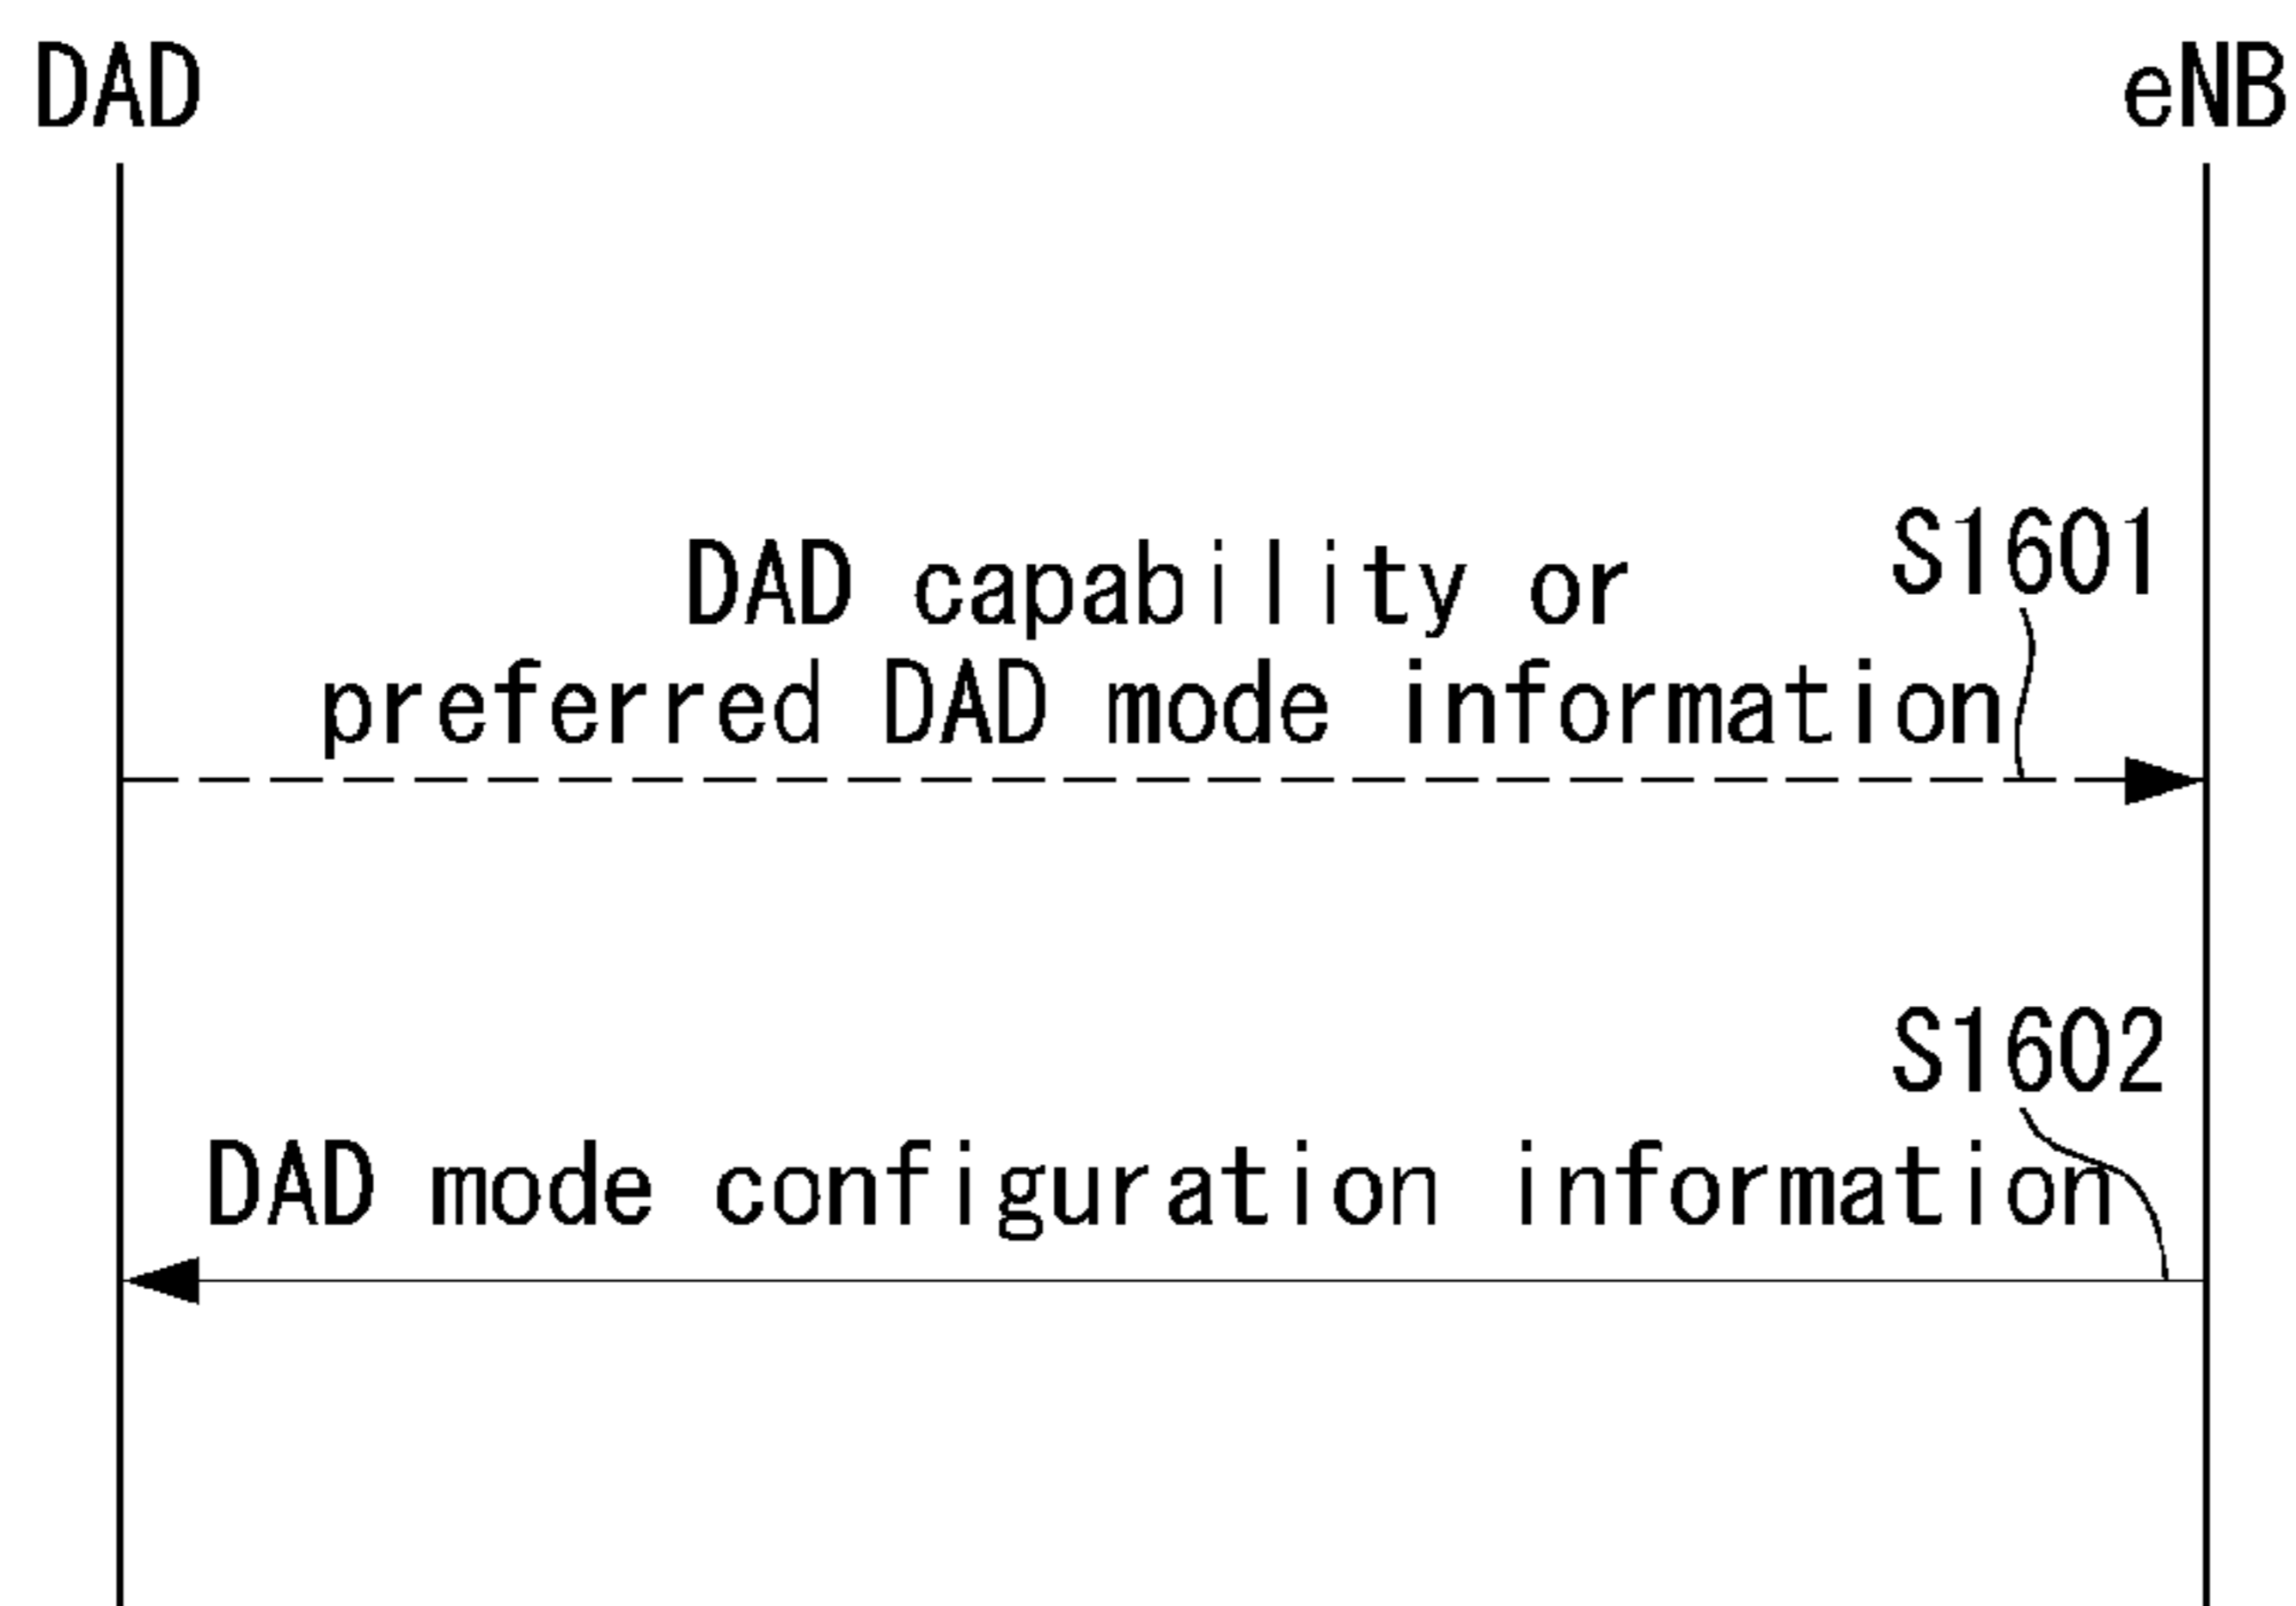 DAD
eNB
S1601
DAD capability or
preferred DAD mode information
S1602
DAD mode configuration information